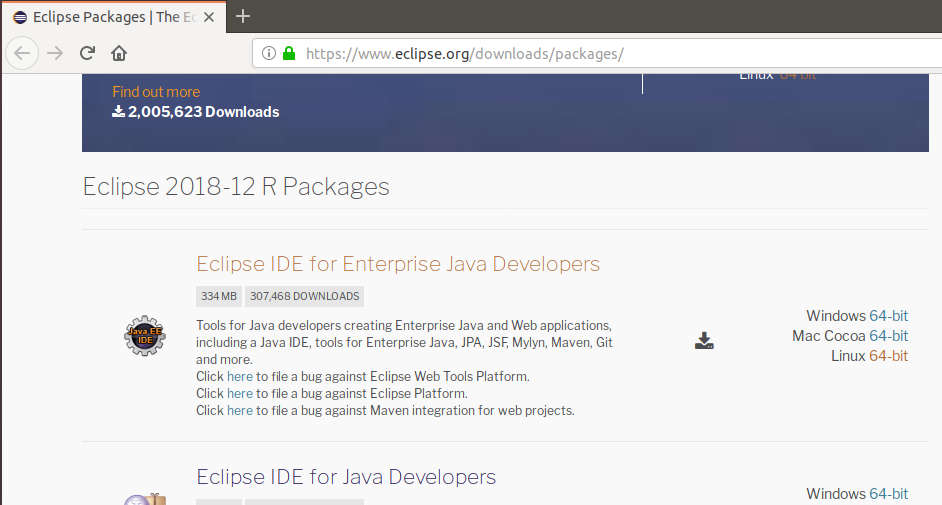 Eclipse Packages | The Ec
https://www.eclipse.org/downloads/packages/
Linux 64-bit
Find out more
2,005,623 Downloads
Eclipse 2018-12 R Packages
Eclipse IDE for Enterprise Java Developers
334 MB 307,468 DOWNLOADS
Java EE
IDE
Tools for Java developers creating Enterprise Java and Web applications,
including a Java IDE, tools for Enterprise Java, JPA, JSF, Mylyn, Maven, Git
and more.
Click here to file a bug against Eclipse Web Tools Platform.
Click here to file a bug against Eclipse Platform.
Click here to file a bug against Maven integration for web projects.
Windows 64-bit
Mac Cocoa 64-bit
Linux 64-bit
Eclipse IDE for Java Developers
Windows 64-bit